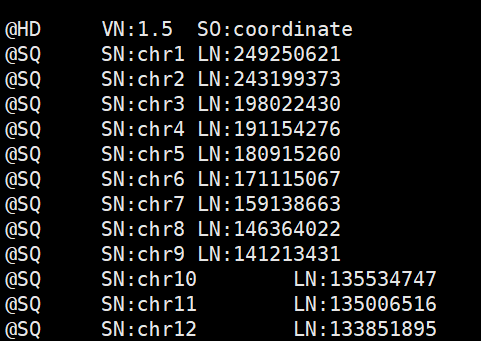 @HD	VN:1.5	SO:coordinate
@SQ	SN:chr1	LN:249250621
@SQ	SN:chr2	LN:243199373
@SQ	SN:chr3	LN:198022430
@SQ	SN:chr4	LN:191154276
@SQ	SN:chr5	LN:180915260
@SQ	SN:chr6	LN:171115067
@SQ	SN:chr7	LN:159138663
@SQ	SN:chr8	LN:146364022
@SQ	SN:chr9	LN:141213431
@SQ	SN:chr10	LN:135534747
@SQ	SN:chr11	LN:135006516
@SQ	SN:chr12	LN:133851895